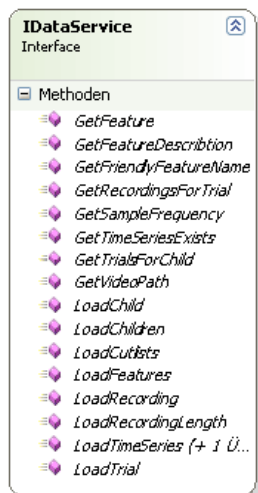 IDataService
Interface
Methoden
GetFeature
GetFeatureDescribtion
GetFriendlyFeatureName
GetRecordingsForTrial
GetSampleFrequency
GetTimeSeriesExists
GetTrialsForChild
GetVideoPath
LoadChild
LoadChildren
LoadCutlists
LoadFeatures
LoadRecording
LoadRecordingLength
LoadTimeSeries (+ 1 Ü...
LoadTrial